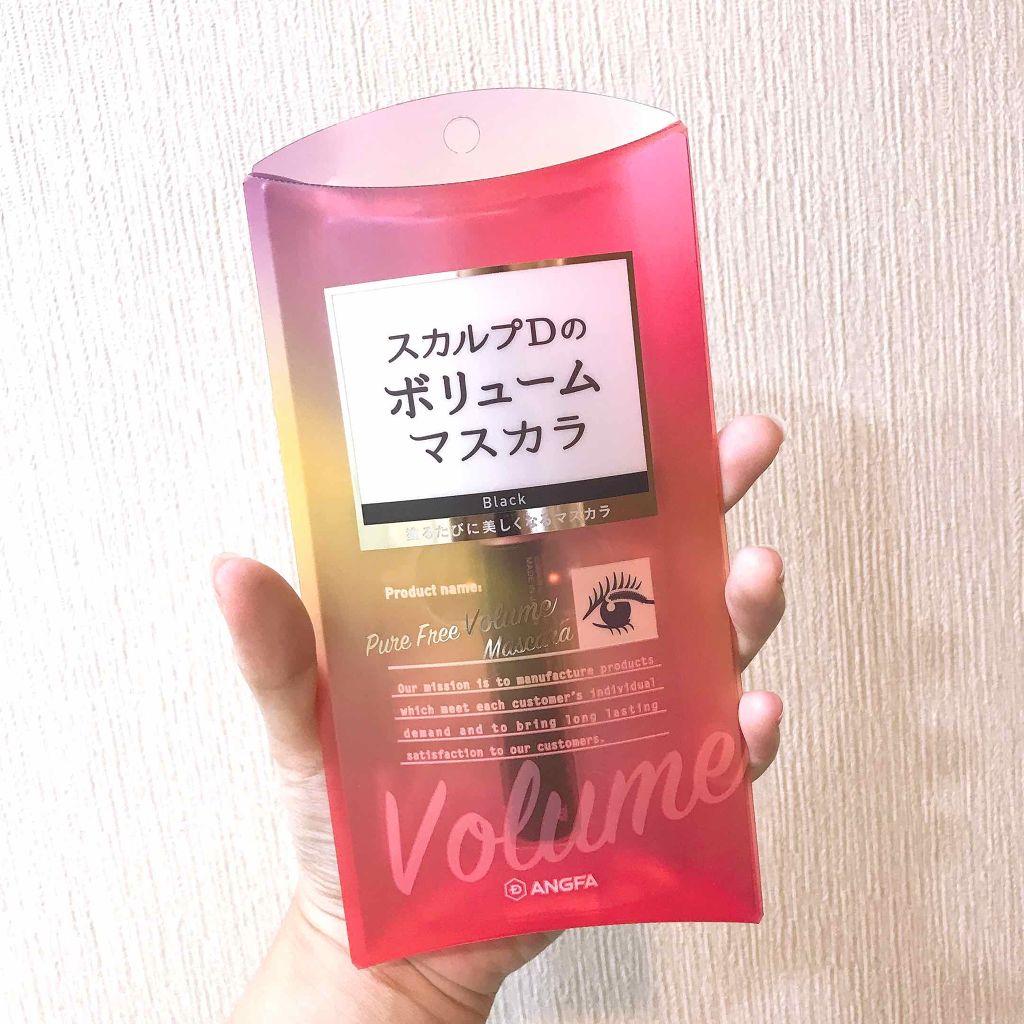 スカルプDの
ボリューム
マスカラ
Black
塗るたびに美しくなるマスカラ
Product name:
Pure Free Volume
Mascara
Our mission is to manufacture products
which meet each customer's individual
demand and to bring long lasting
satisfaction to our customers.
Volume
ANGFA